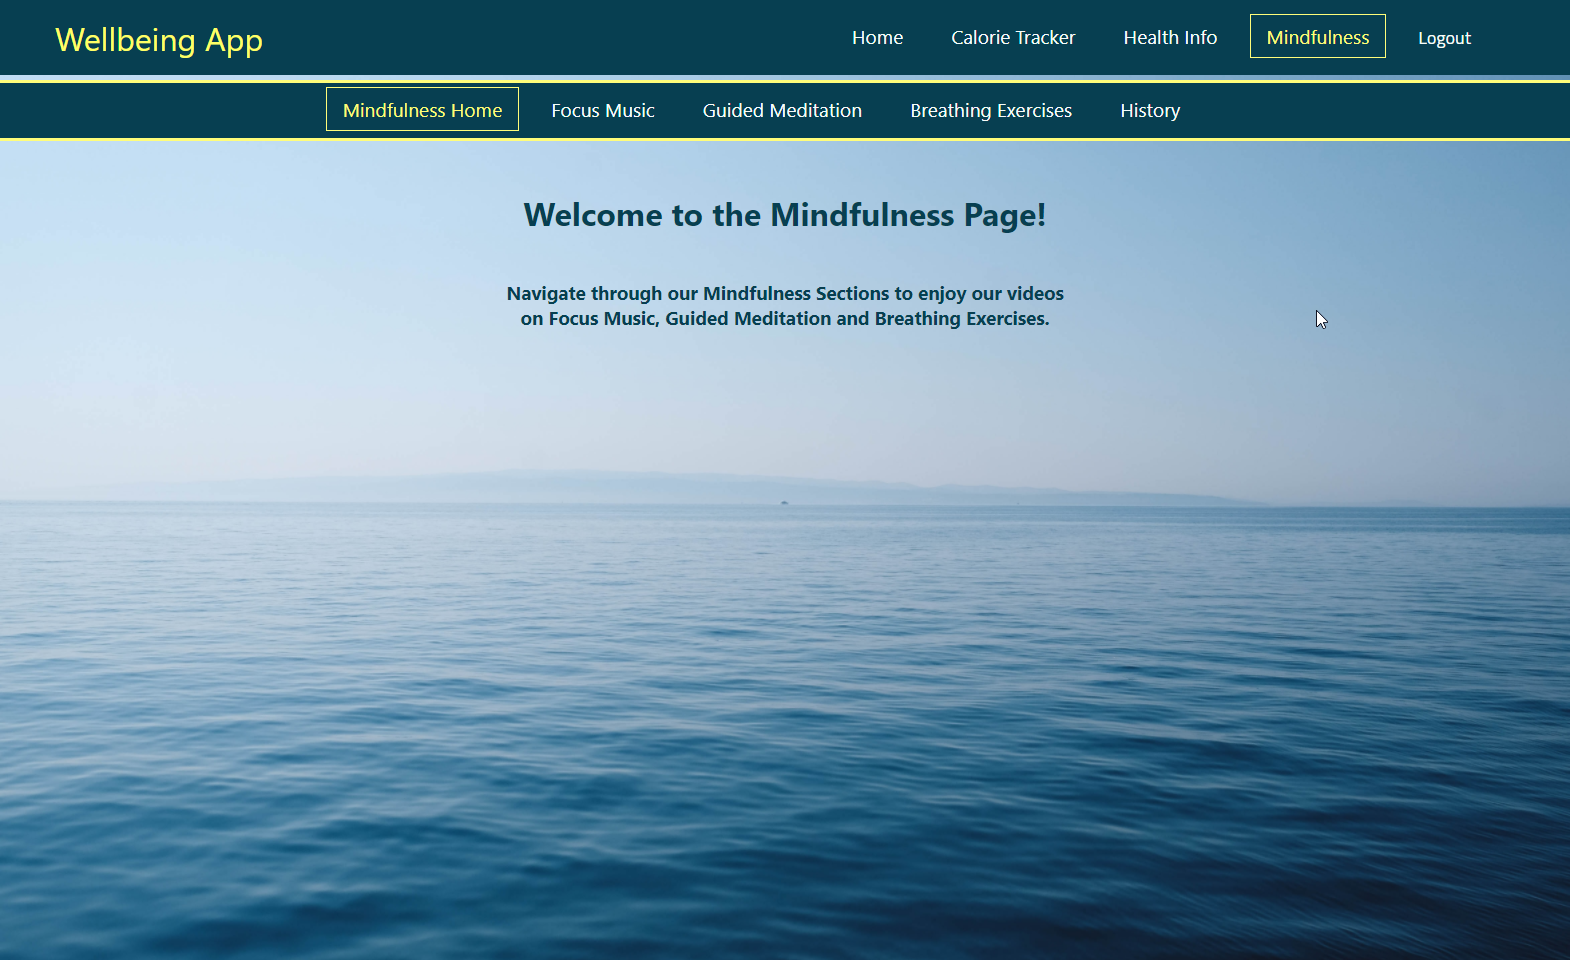 Wellbeing App
Home Calorie Tracker Health Info Mindfulness Logout
Mindfulness Home Focus Music Guided Meditation Breathing Exercises History
Welcome to the Mindfulness Page!
Navigate through our Mindfulness Sections to enjoy our videos
on Focus Music, Guided Meditation and Breathing Exercises.